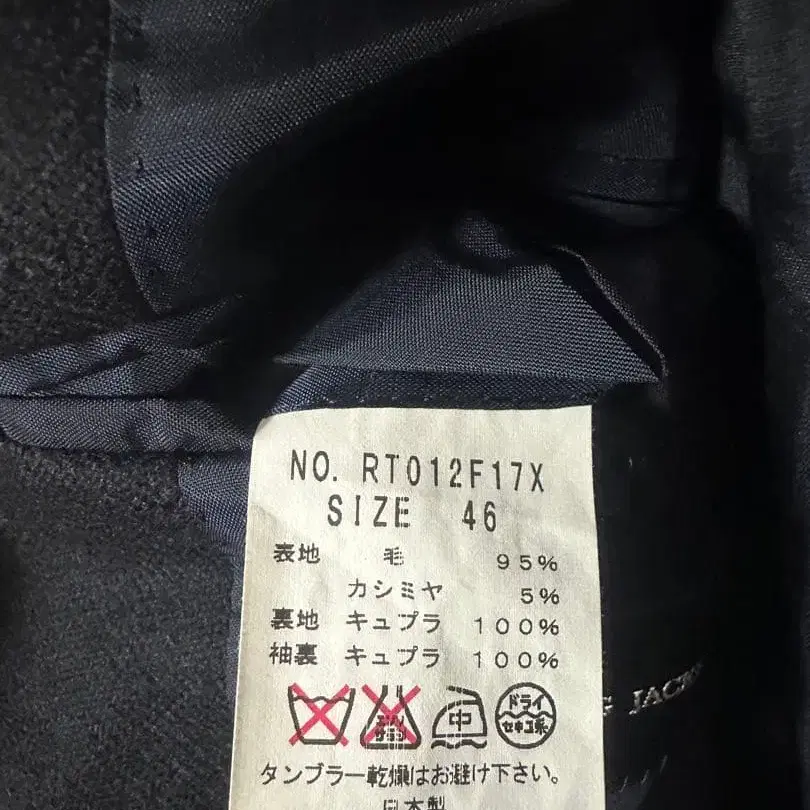 NO. RT012F17X
SIZE 46
表地 毛 95%
カシミヤ 5%
裏地 キュプラ 100%
袖裏 キュプラ 100%
中 ドライ セキユ系
タンブラー乾燥はお避け下さい。
日本製